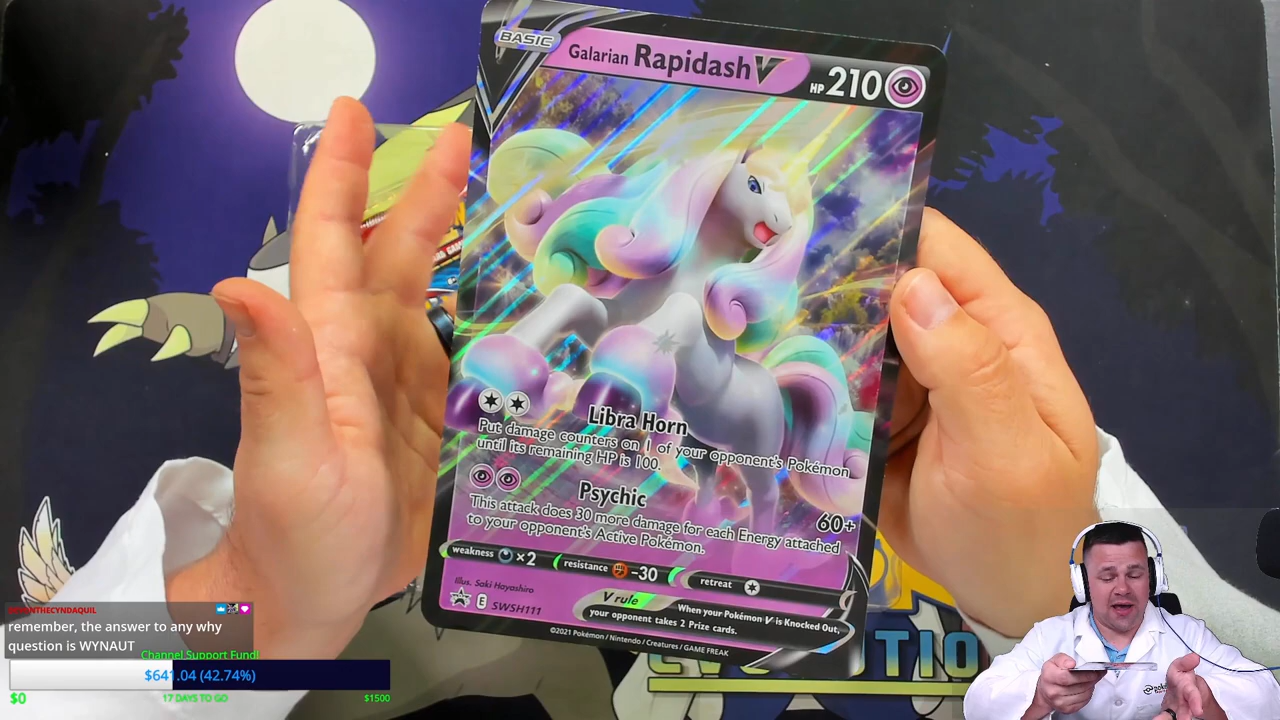 BASIC
Galarian Rapidash V
HP 210
Libra Horn
Put damage counters on 1 of your opponent's Pokémon
until its remaining HP is 100.
Psychic
60+
This attack does 30 more damage for each Energy attached
to your opponent's Active Pokémon.
weakness ×2 resistance -30 retreat
Illus. Saki Hayashiro
E SWSH111
V rule
When your Pokémon V is Knocked Out,
your opponent takes 2 Prize cards.
©2021 Pokémon / Nintendo / Creatures / GAME FREAK
remember, the answer to any why
question is WYNAUT
Channel Support Fund!
$641.04 (42.74%)
$0
17 DAYS TO GO
$1500